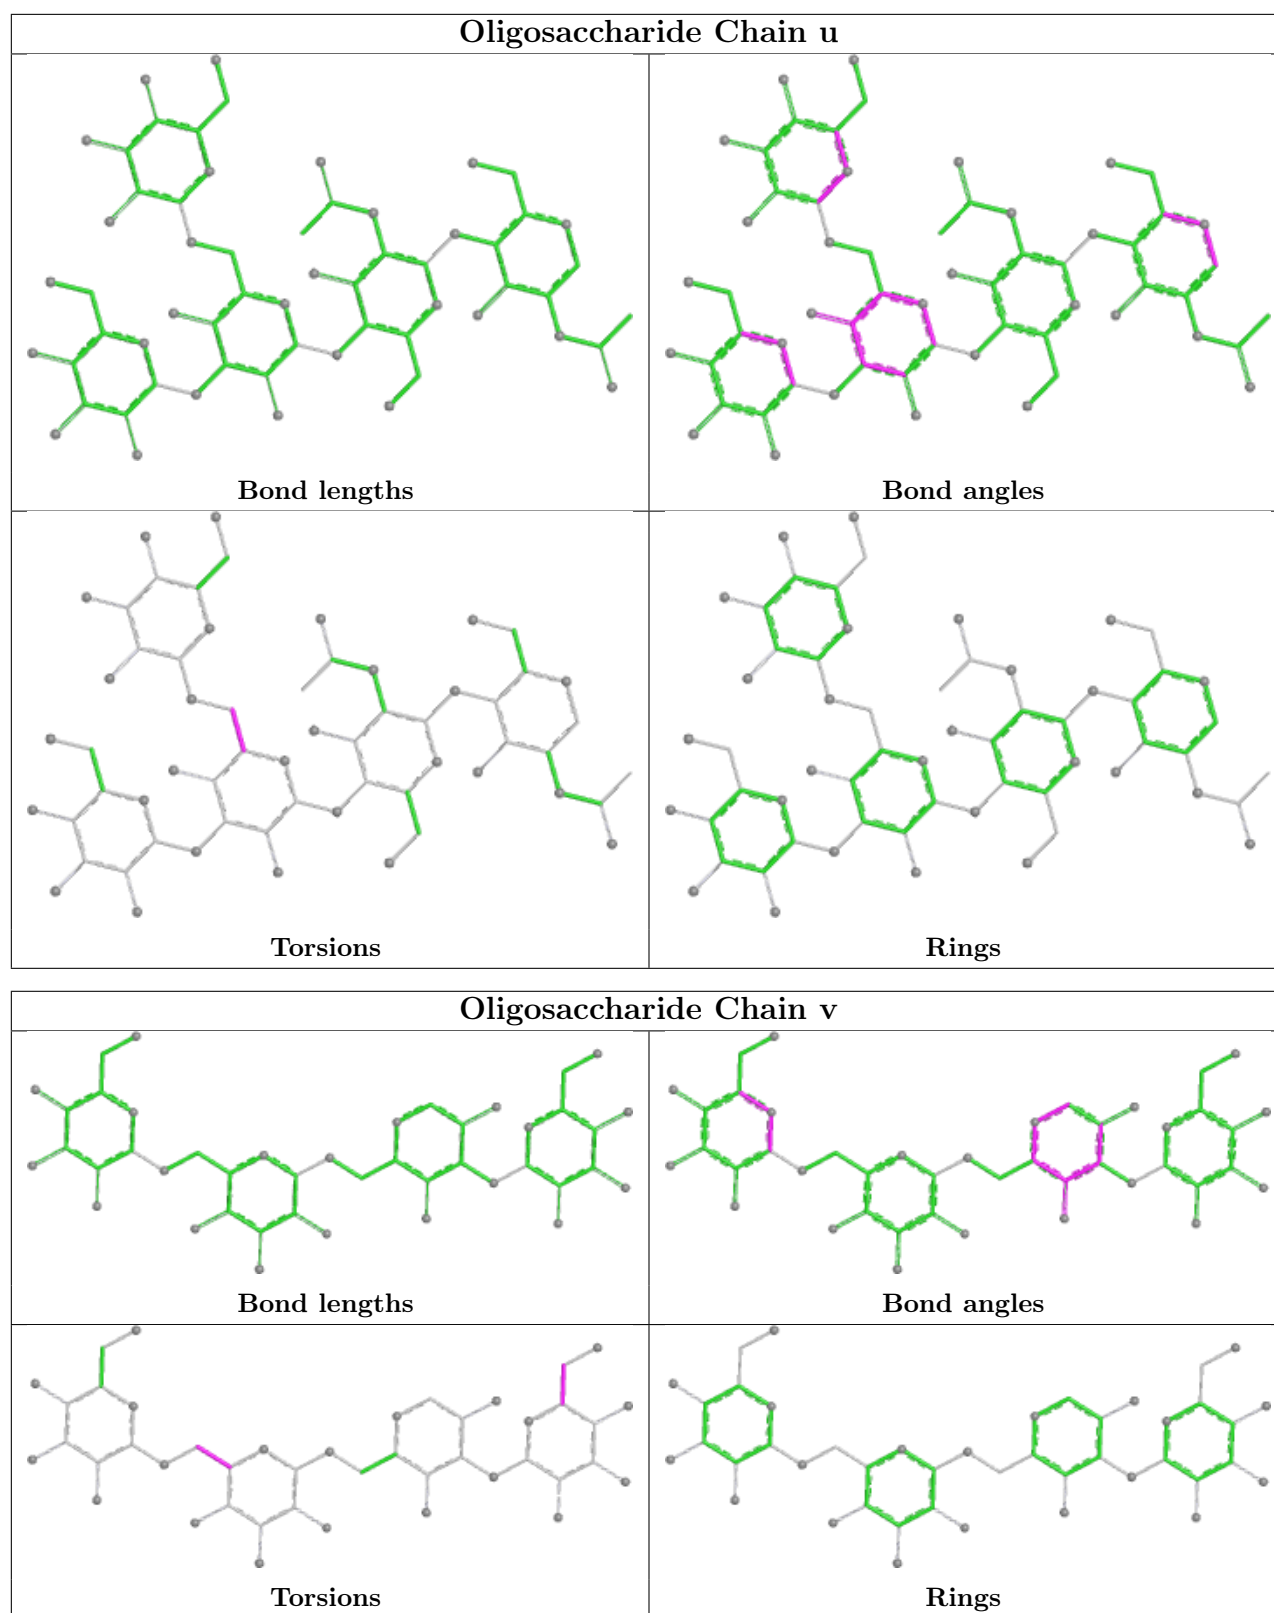 Oligosaccharide Chain u
Bond lengths
Bond angles
Torsions
Rings
Oligosaccharide Chain v
Bond lengths
Bond angles
Torsions
Rings